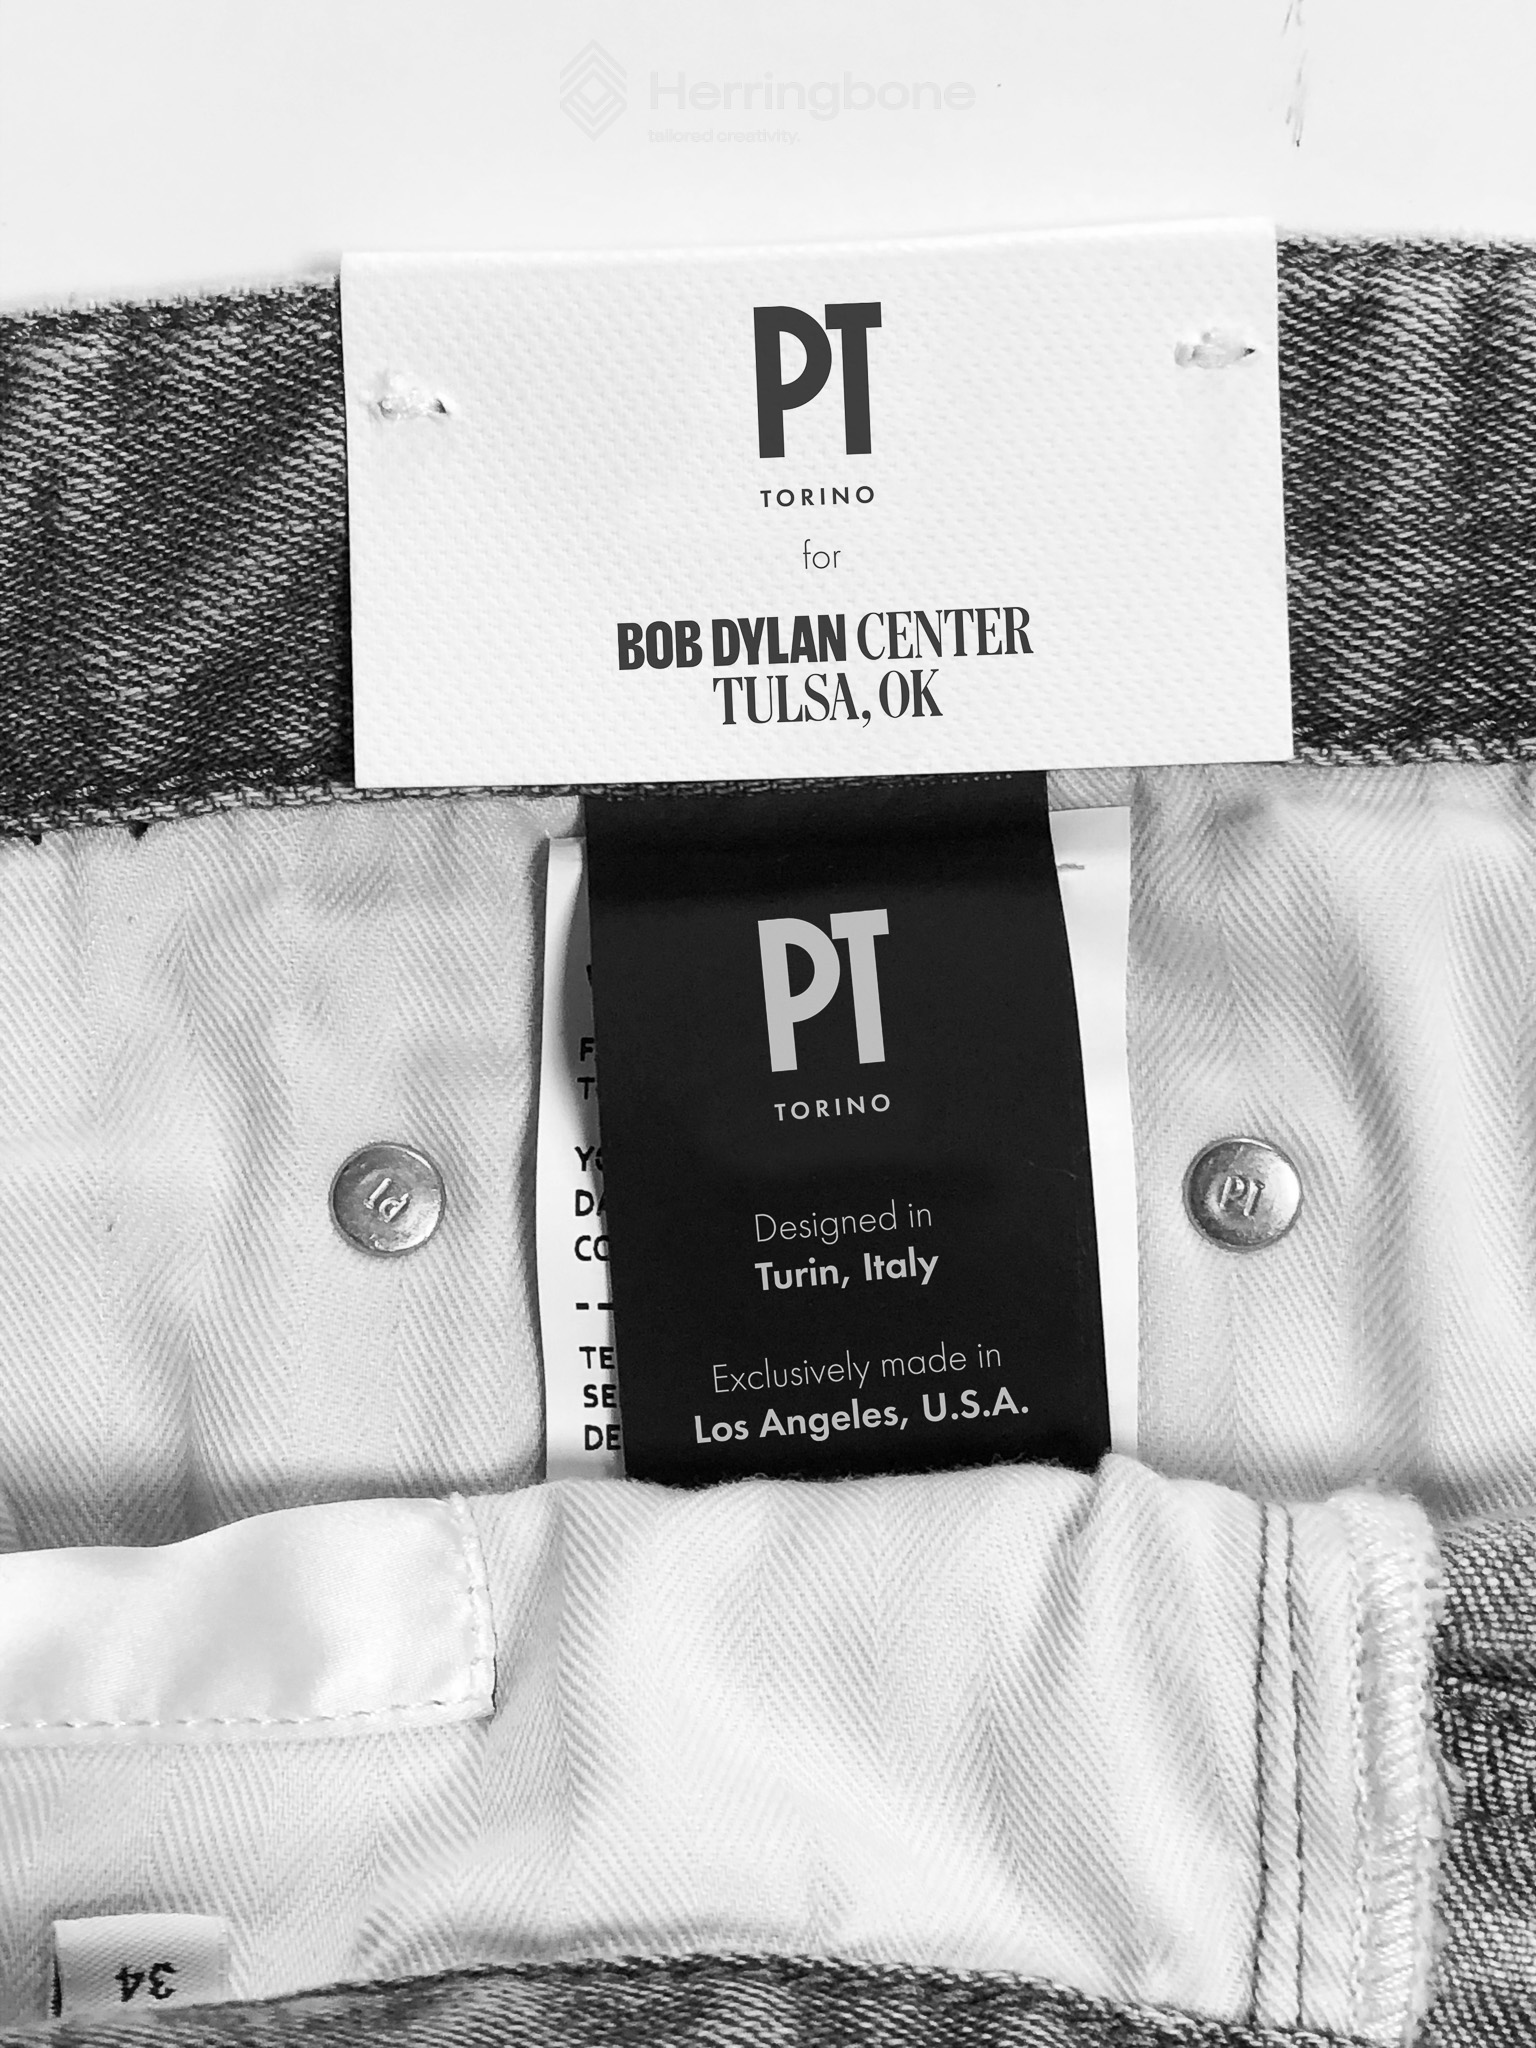 Herringbone
tailored creativity.
PT
TORINO
for
BOB DYLAN CENTER
TULSA, OK
PT
TORINO
Designed in
Turin, Italy
Exclusively made in
Los Angeles, U.S.A.
PT
PT
34